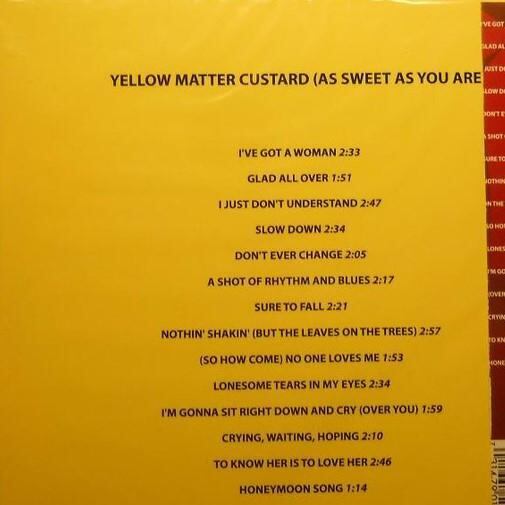 YELLOW MATTER CUSTARD (AS SWEET AS YOU ARE
I'VE GOT A WOMAN 2:33
GLAD ALL OVER 1:51
I JUST DON'T UNDERSTAND 2:47
SLOW DOWN 2:34
DON'T EVER CHANGE 2:05
A SHOT OF RHYTHM AND BLUES 2:17
SURE TO FALL 2:21
NOTHIN' SHAKIN' (BUT THE LEAVES ON THE TREES) 2:57
(SO HOW COME) NO ONE LOVES ME 1:53
LONESOME TEARS IN MY EYES 2:34
I'M GONNA SIT RIGHT DOWN AND CRY (OVER YOU) 1:59
CRYING, WAITING, HOPING 2:10
TO KNOW HER IS TO LOVE HER 2:46
HONEYMOON SONG 1:14